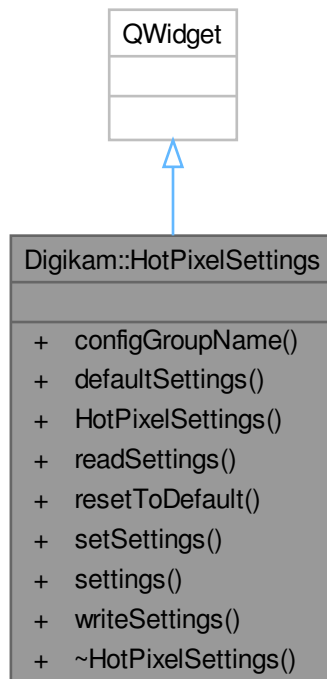 QWidget
Digikam::HotPixelSettings
+ configGroupName()
+ defaultSettings()
+ HotPixelSettings()
+ readSettings()
+ resetToDefault()
+ setSettings()
+ settings()
+ writeSettings()
+ ~HotPixelSettings()